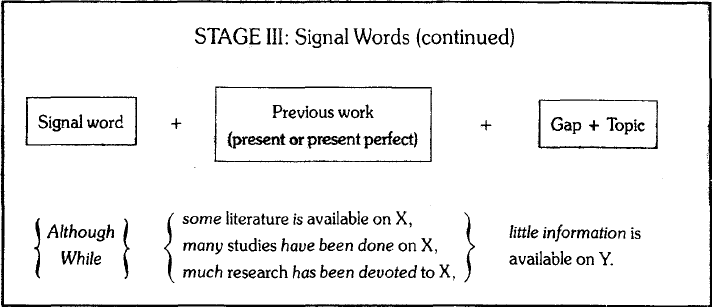 STAGE III: Signal Words (continued)
Signal word + Previous work (present or present perfect) + Gap + Topic
Although
While
some literature is available on X,
many studies have been done on X,
much research has been devoted to X,
little information is
available on Y.